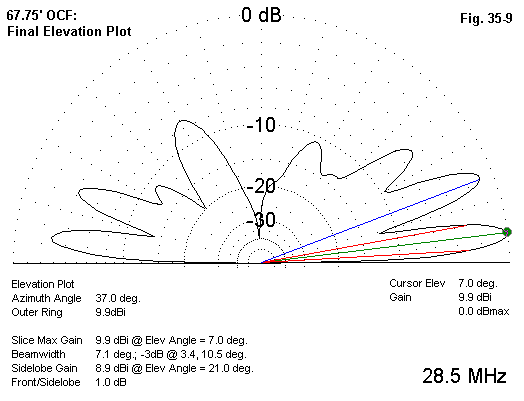 67.75' OCF:
Final Elevation Plot
0 dB
Fig. 35-9
-10
-20
-30
Elevation Plot
Azimuth Angle 37.0 deg.
Outer Ring 9.9dBi
Cursor Elev 7.0 deg.
Gain 9.9 dBi
0.0 dBmax
Slice Max Gain 9.9 dBi @ Elev Angle = 7.0 deg.
Beamwidth 7.1 deg.; -3dB @ 3.4, 10.5 deg.
Sidelobe Gain 8.9 dBi @ Elev Angle = 21.0 deg.
Front/Sidelobe 1.0 dB
28.5 MHz